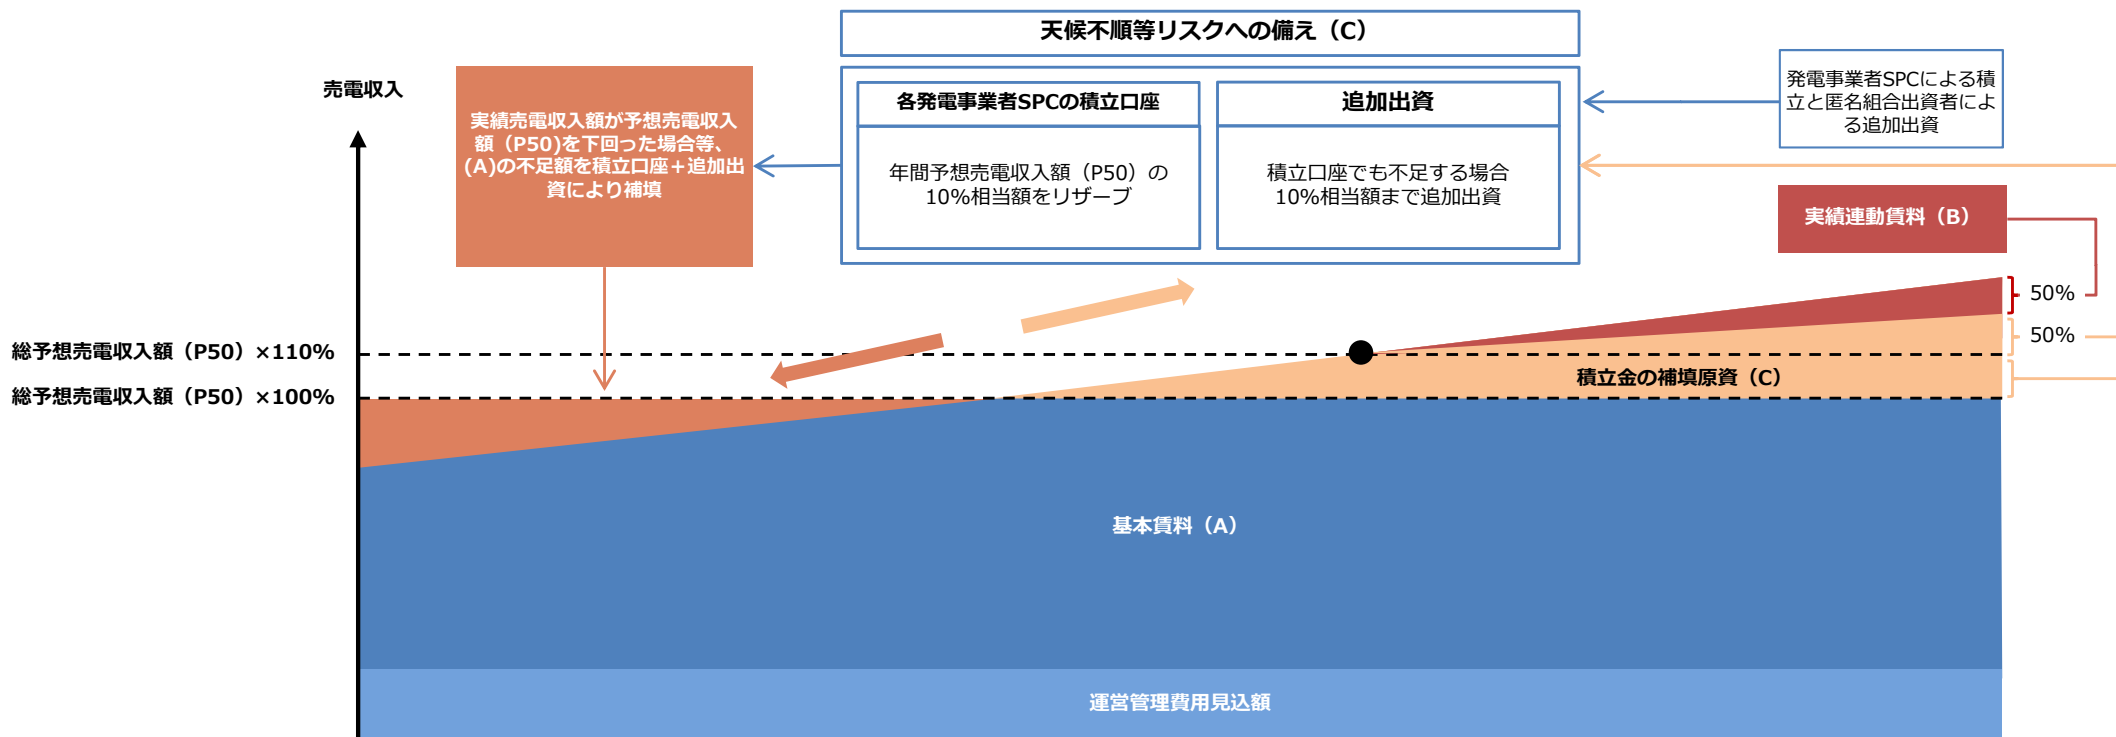 天候不順等リスクへの備え（C）
売電収入
実績売電収入額が予想売電収入
額（P50)を下回った場合等、
(A)の不足額を積立口座＋追加出
資により補填
各発電事業者SPCの積立口座
年間予想売電収入額（P50）の
10%相当額をリザーブ
追加出資
積立口座でも不足する場合
10%相当額まで追加出資
発電事業者SPCによる積
立と匿名組合出資者によ
る追加出資
実績連動賃料（B）
50%
50%
総予想売電収入額（P50）×110%
総予想売電収入額（P50）×100%
積立金の補填原資（C）
基本賃料（A）
運営管理費用見込額